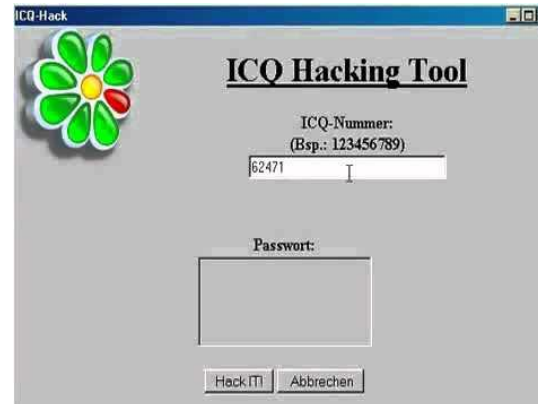 ICQ-Hack
ICQ Hacking Tool
ICQ-Nummer:
(Bsp.: 123456789)
62471
Passwort:
Hack IT!
Abbrechen